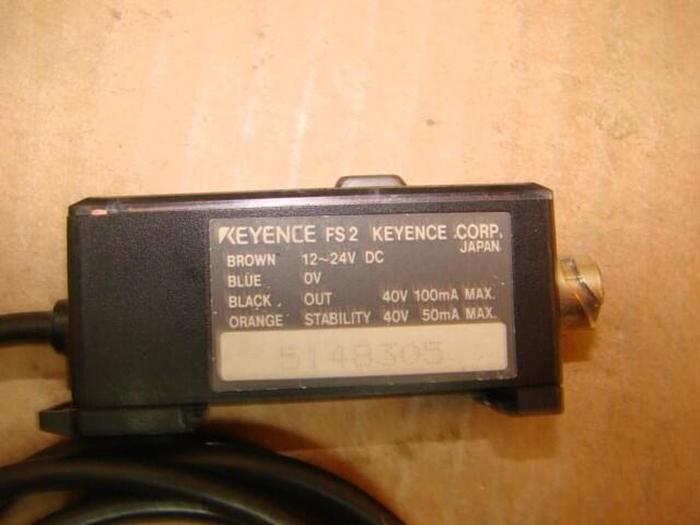 KEYENCE FS2 KEYENCE CORP.
JAPAN
BROWN 12~24V DC
BLUE 0V
BLACK OUT 40V 100mA MAX.
ORANGE STABILITY 40V 50mA MAX.
5148305